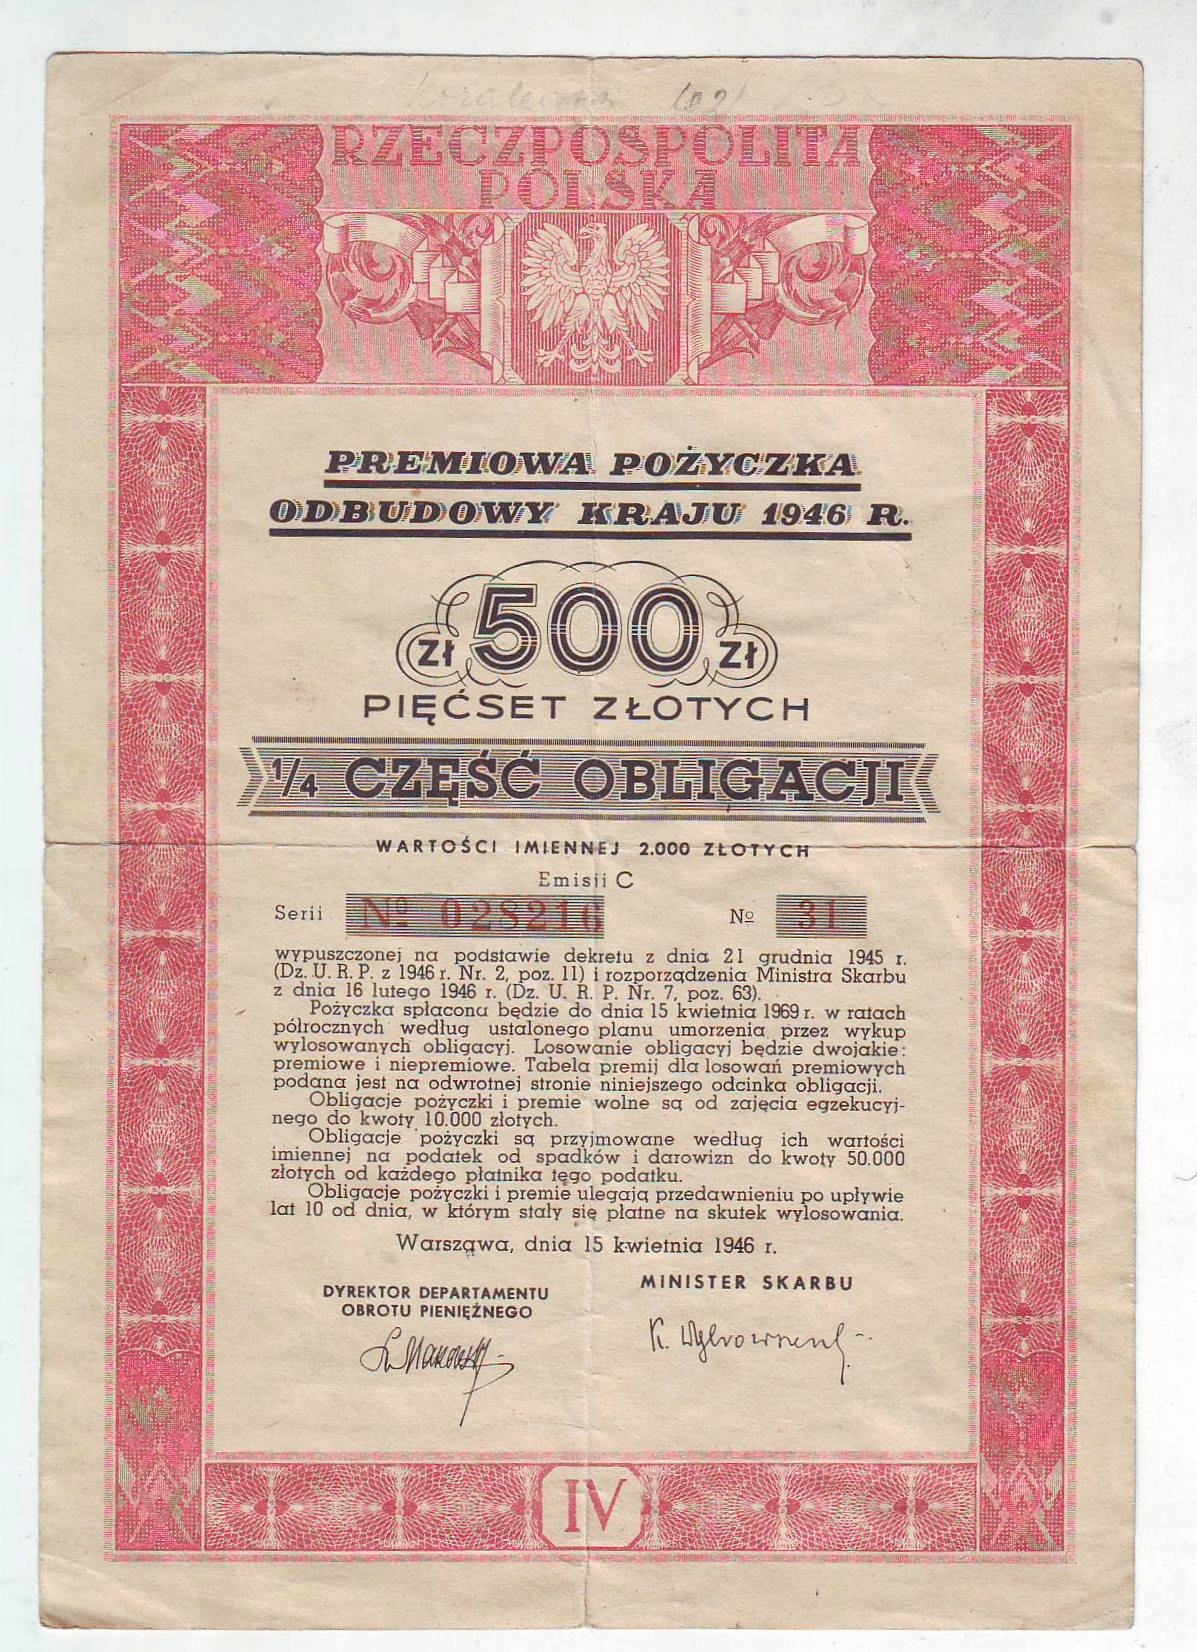 RZECZPOSPOLITA
POLSKA
PREMIOWA POŻYCZKA
ODBUDOWY KRAJU 1946 R.
zł 500 zł
PIĘĆSET ZŁOTYCH
1/4 CZĘŚĆ OBLIGACJI
WARTOŚCI IMIENNEJ 2.000 ZŁOTYCH
Emisji C
Serii № 028216 № 31
wypuszczonej na podstawie dekretu z dnia 21 grudnia 1945 r.
(Dz. U. R. P. z 1946 r. Nr. 2, poz. 11) i rozporządzenia Ministra Skarbu
z dnia 16 lutego 1946 r. (Dz. U. R. P. Nr. 7, poz. 63).
Pożyczka spłacona będzie do dnia 15 kwietnia 1969 r. w ratach
półrocznych według ustalonego planu umorzenia przez wykup
wylosowanych obligacyj. Losowanie obligacyj będzie dwojakie:
premiowe i niepremiowe. Tabela premij dla losowań premiowych
podana jest na odwrotnej stronie niniejszego odcinka obligacji.
Obligacje pożyczki i premie wolne są od zajęcia egzekucyj-
nego do kwoty 10.000 złotych.
Obligacje pożyczki są przyjmowane według ich wartości
imiennej na podatek od spadków i darowizn do kwoty 50.000
złotych od każdego płatnika tego podatku.
Obligacje pożyczki i premie ulegają przedawnieniu po upływie
lat 10 od dnia, w którym stały się płatne na skutek wylosowania.
Warszawa, dnia 15 kwietnia 1946 r.
DYREKTOR DEPARTAMENTU
OBROTU PIENIĘŻNEGO
MINISTER SKARBU
IV